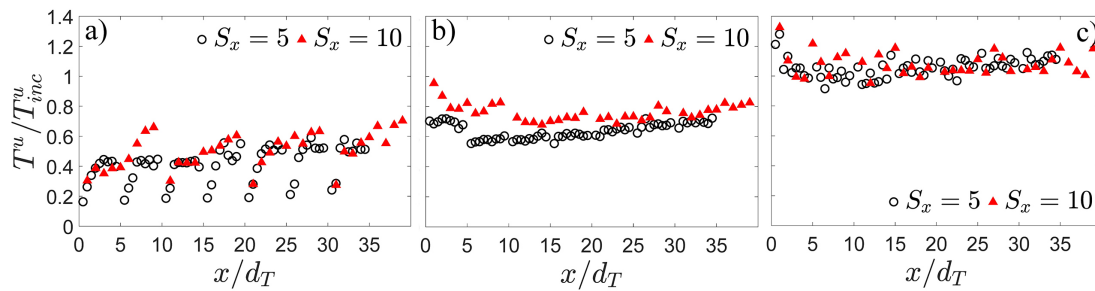 a) ○ S_x = 5 ▲ S_x = 10
b) ○ S_x = 5 ▲ S_x = 10
c)
○ S_x = 5 ▲ S_x = 10
T^u/T^u_{inc}
1.4
1.2
1
0.8
0.6
0.4
0.2
0
0 5 10 15 20 25 30 35
0 5 10 15 20 25 30 35
0 5 10 15 20 25 30 35
x/d_T
x/d_T
x/d_T